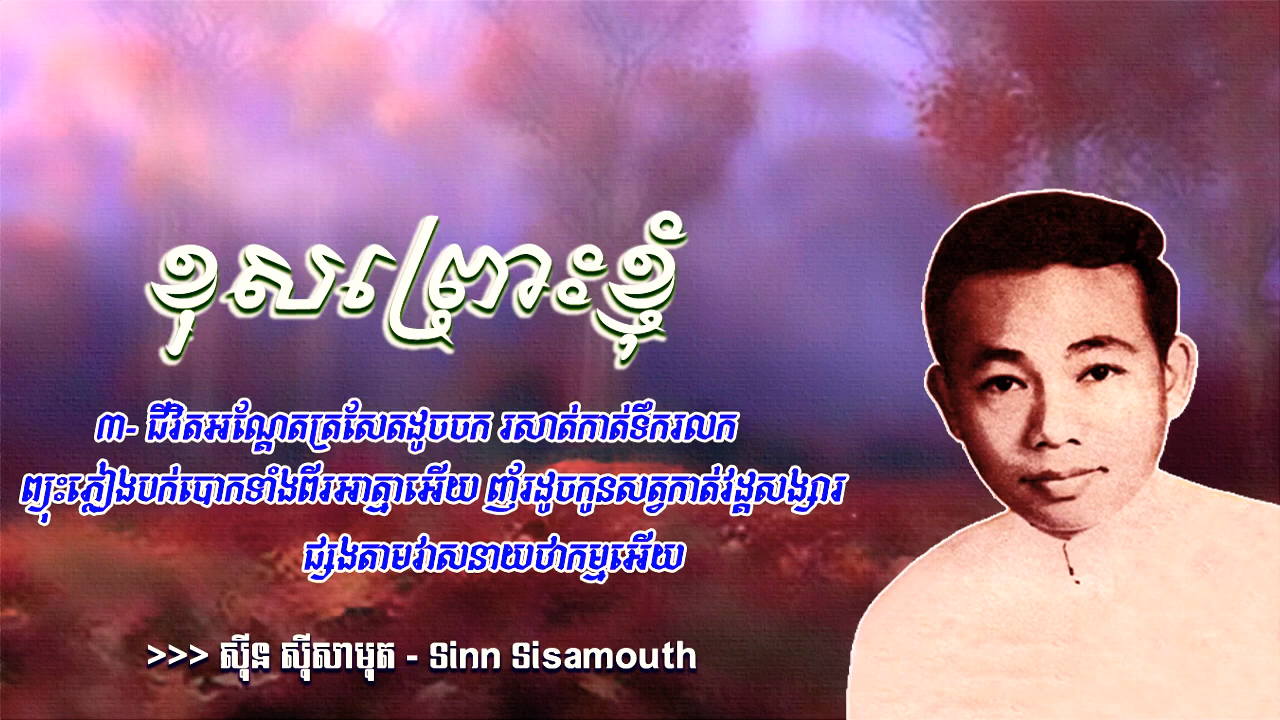 ខុសព្រោះខ្ញុំ
៣- ជីវិតអណ្តែតត្រសែតដូចចក រសាត់កាត់ទឹករលក
ព្យុះភ្លៀងបក់បោកទាំងពីរអាត្មាអើយ ញ័រដូចកូនសត្វកាត់វង្គសង្សារ
ផ្សងតាមវាសនាយថាកម្មអើយ
>>> ស៊ីន ស៊ីសាមុត - Sinn Sisamouth